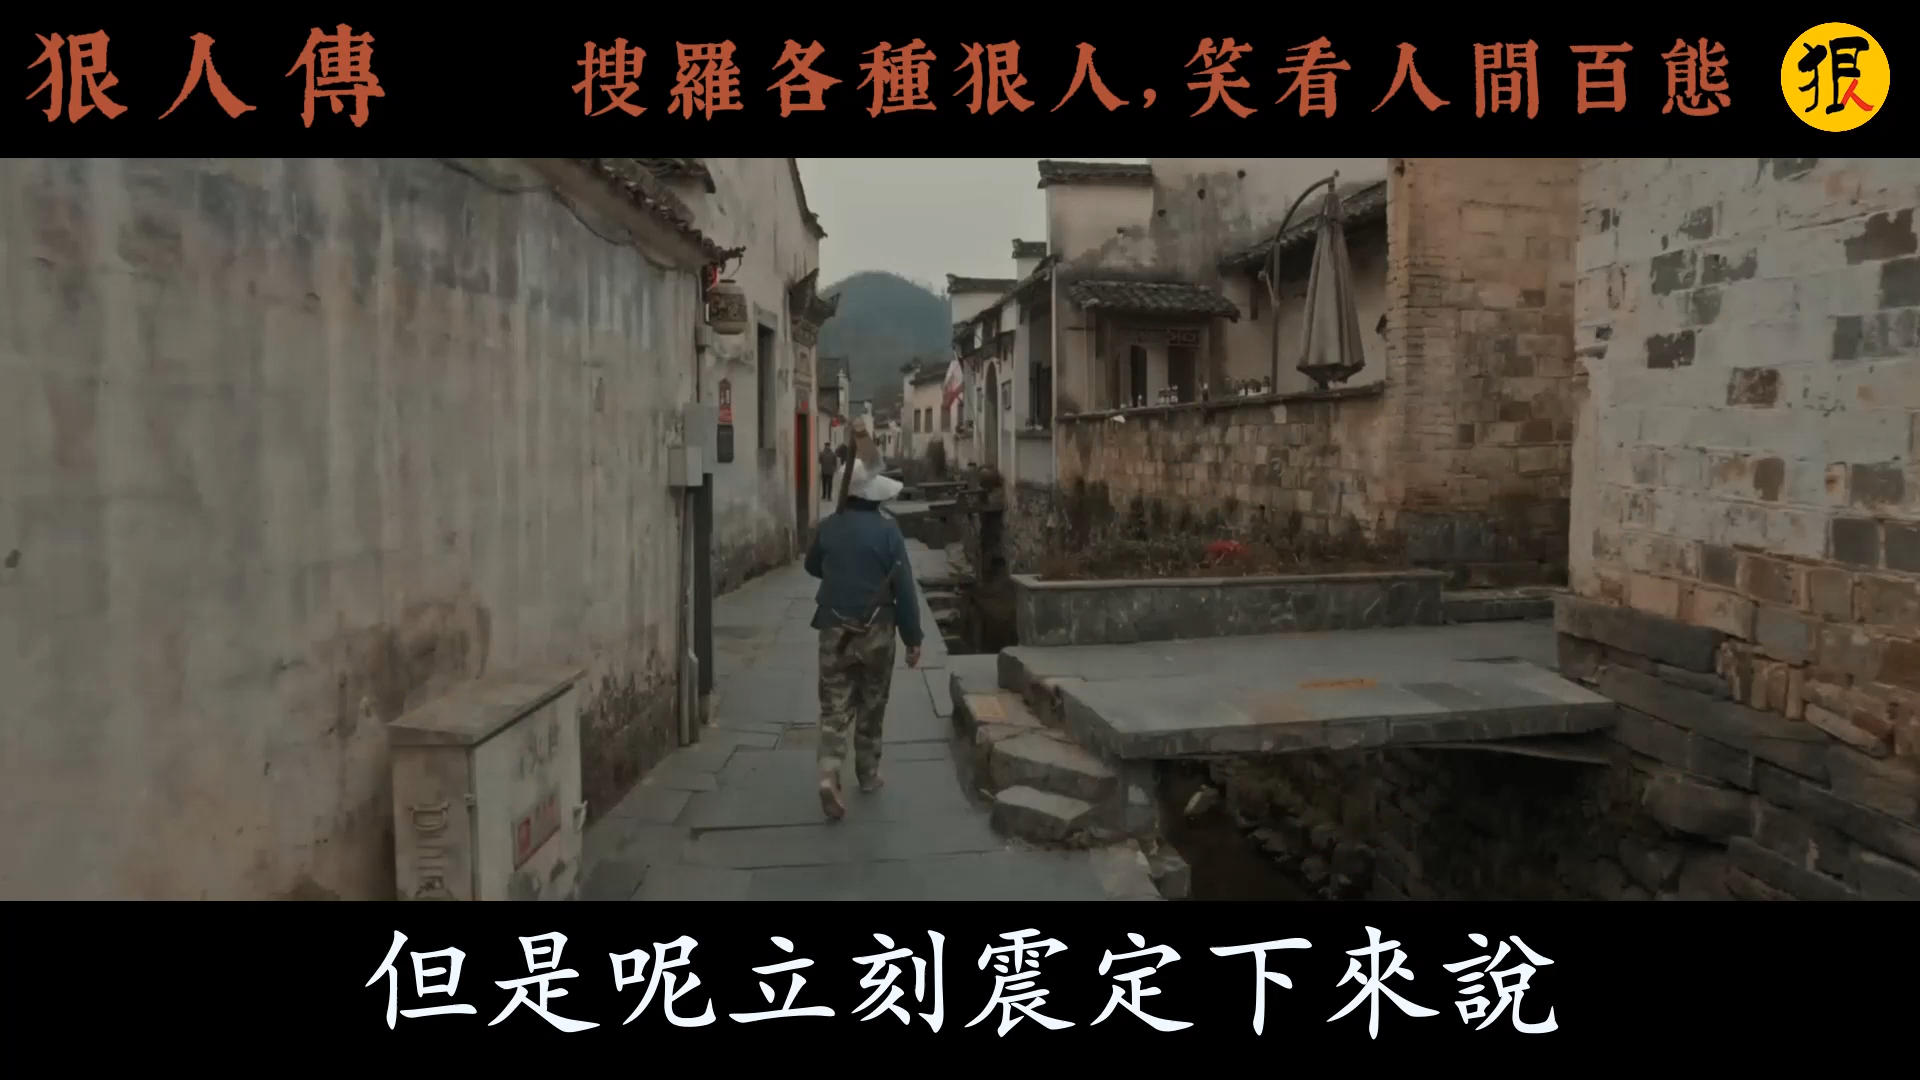 狠人傳
搜羅各種狠人,笑看人間百態
狠人
但是呢立刻震定下來說